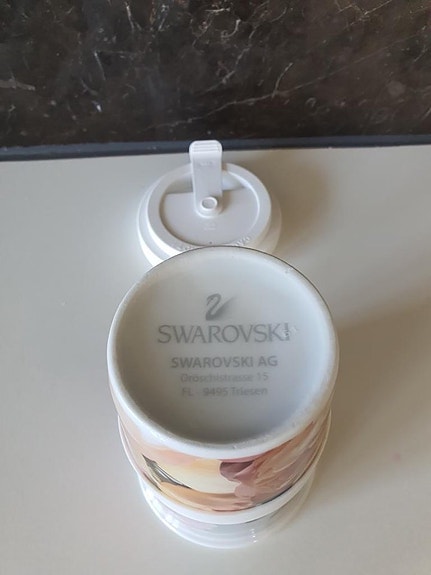 SWAROVSKI
SWAROVSKI AG
Dröschistrasse 15
FL - 9495 Triesen